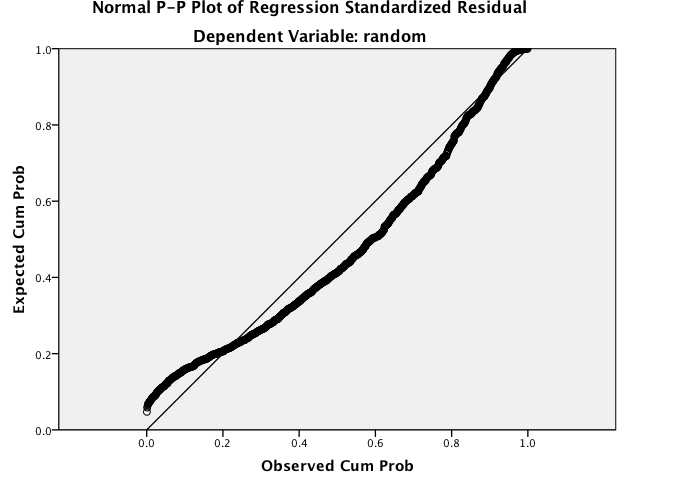 Normal P-P Plot of Regression Standardized Residual
Dependent Variable: random
Expected Cum Prob
1.0
0.8
0.6
0.4
0.2
0.0
0.0 0.2 0.4 0.6 0.8 1.0
Observed Cum Prob